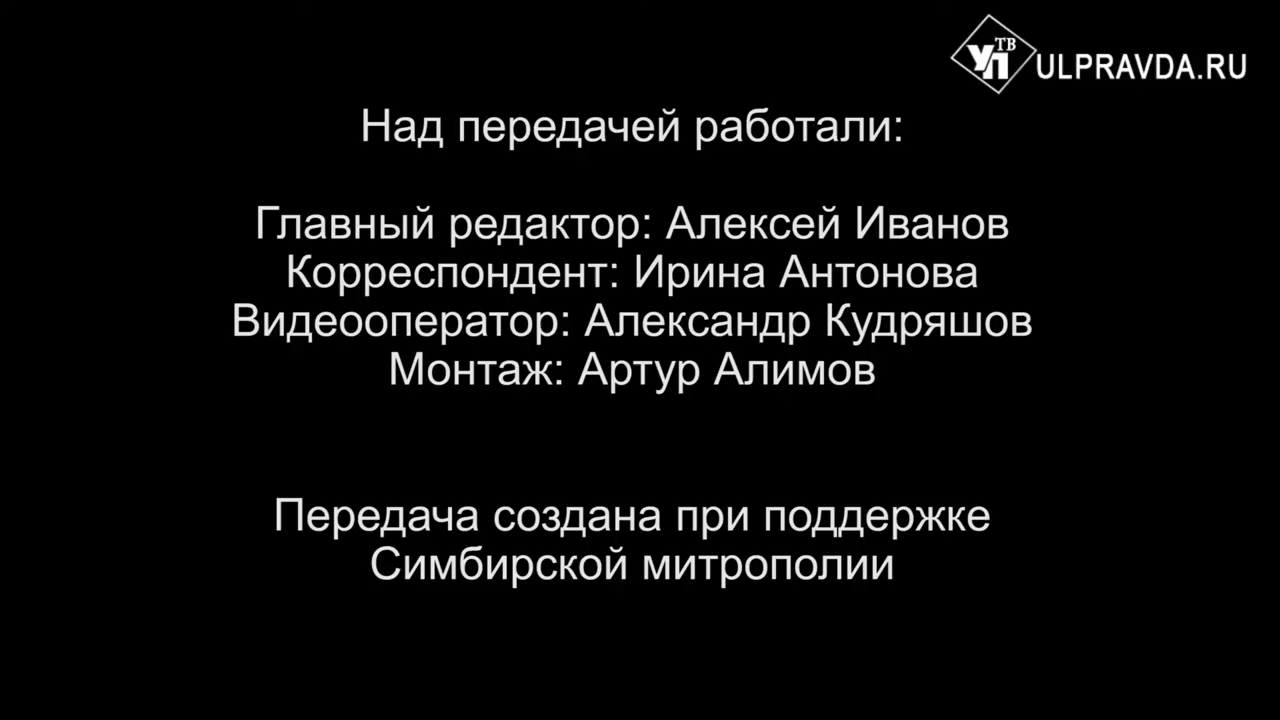 УП ТВ
ULPRAVDA.RU
Над передачей работали:
Главный редактор: Алексей Иванов
Корреспондент: Ирина Антонова
Видеооператор: Александр Кудряшов
Монтаж: Артур Алимов
Передача создана при поддержке
Симбирской митрополии